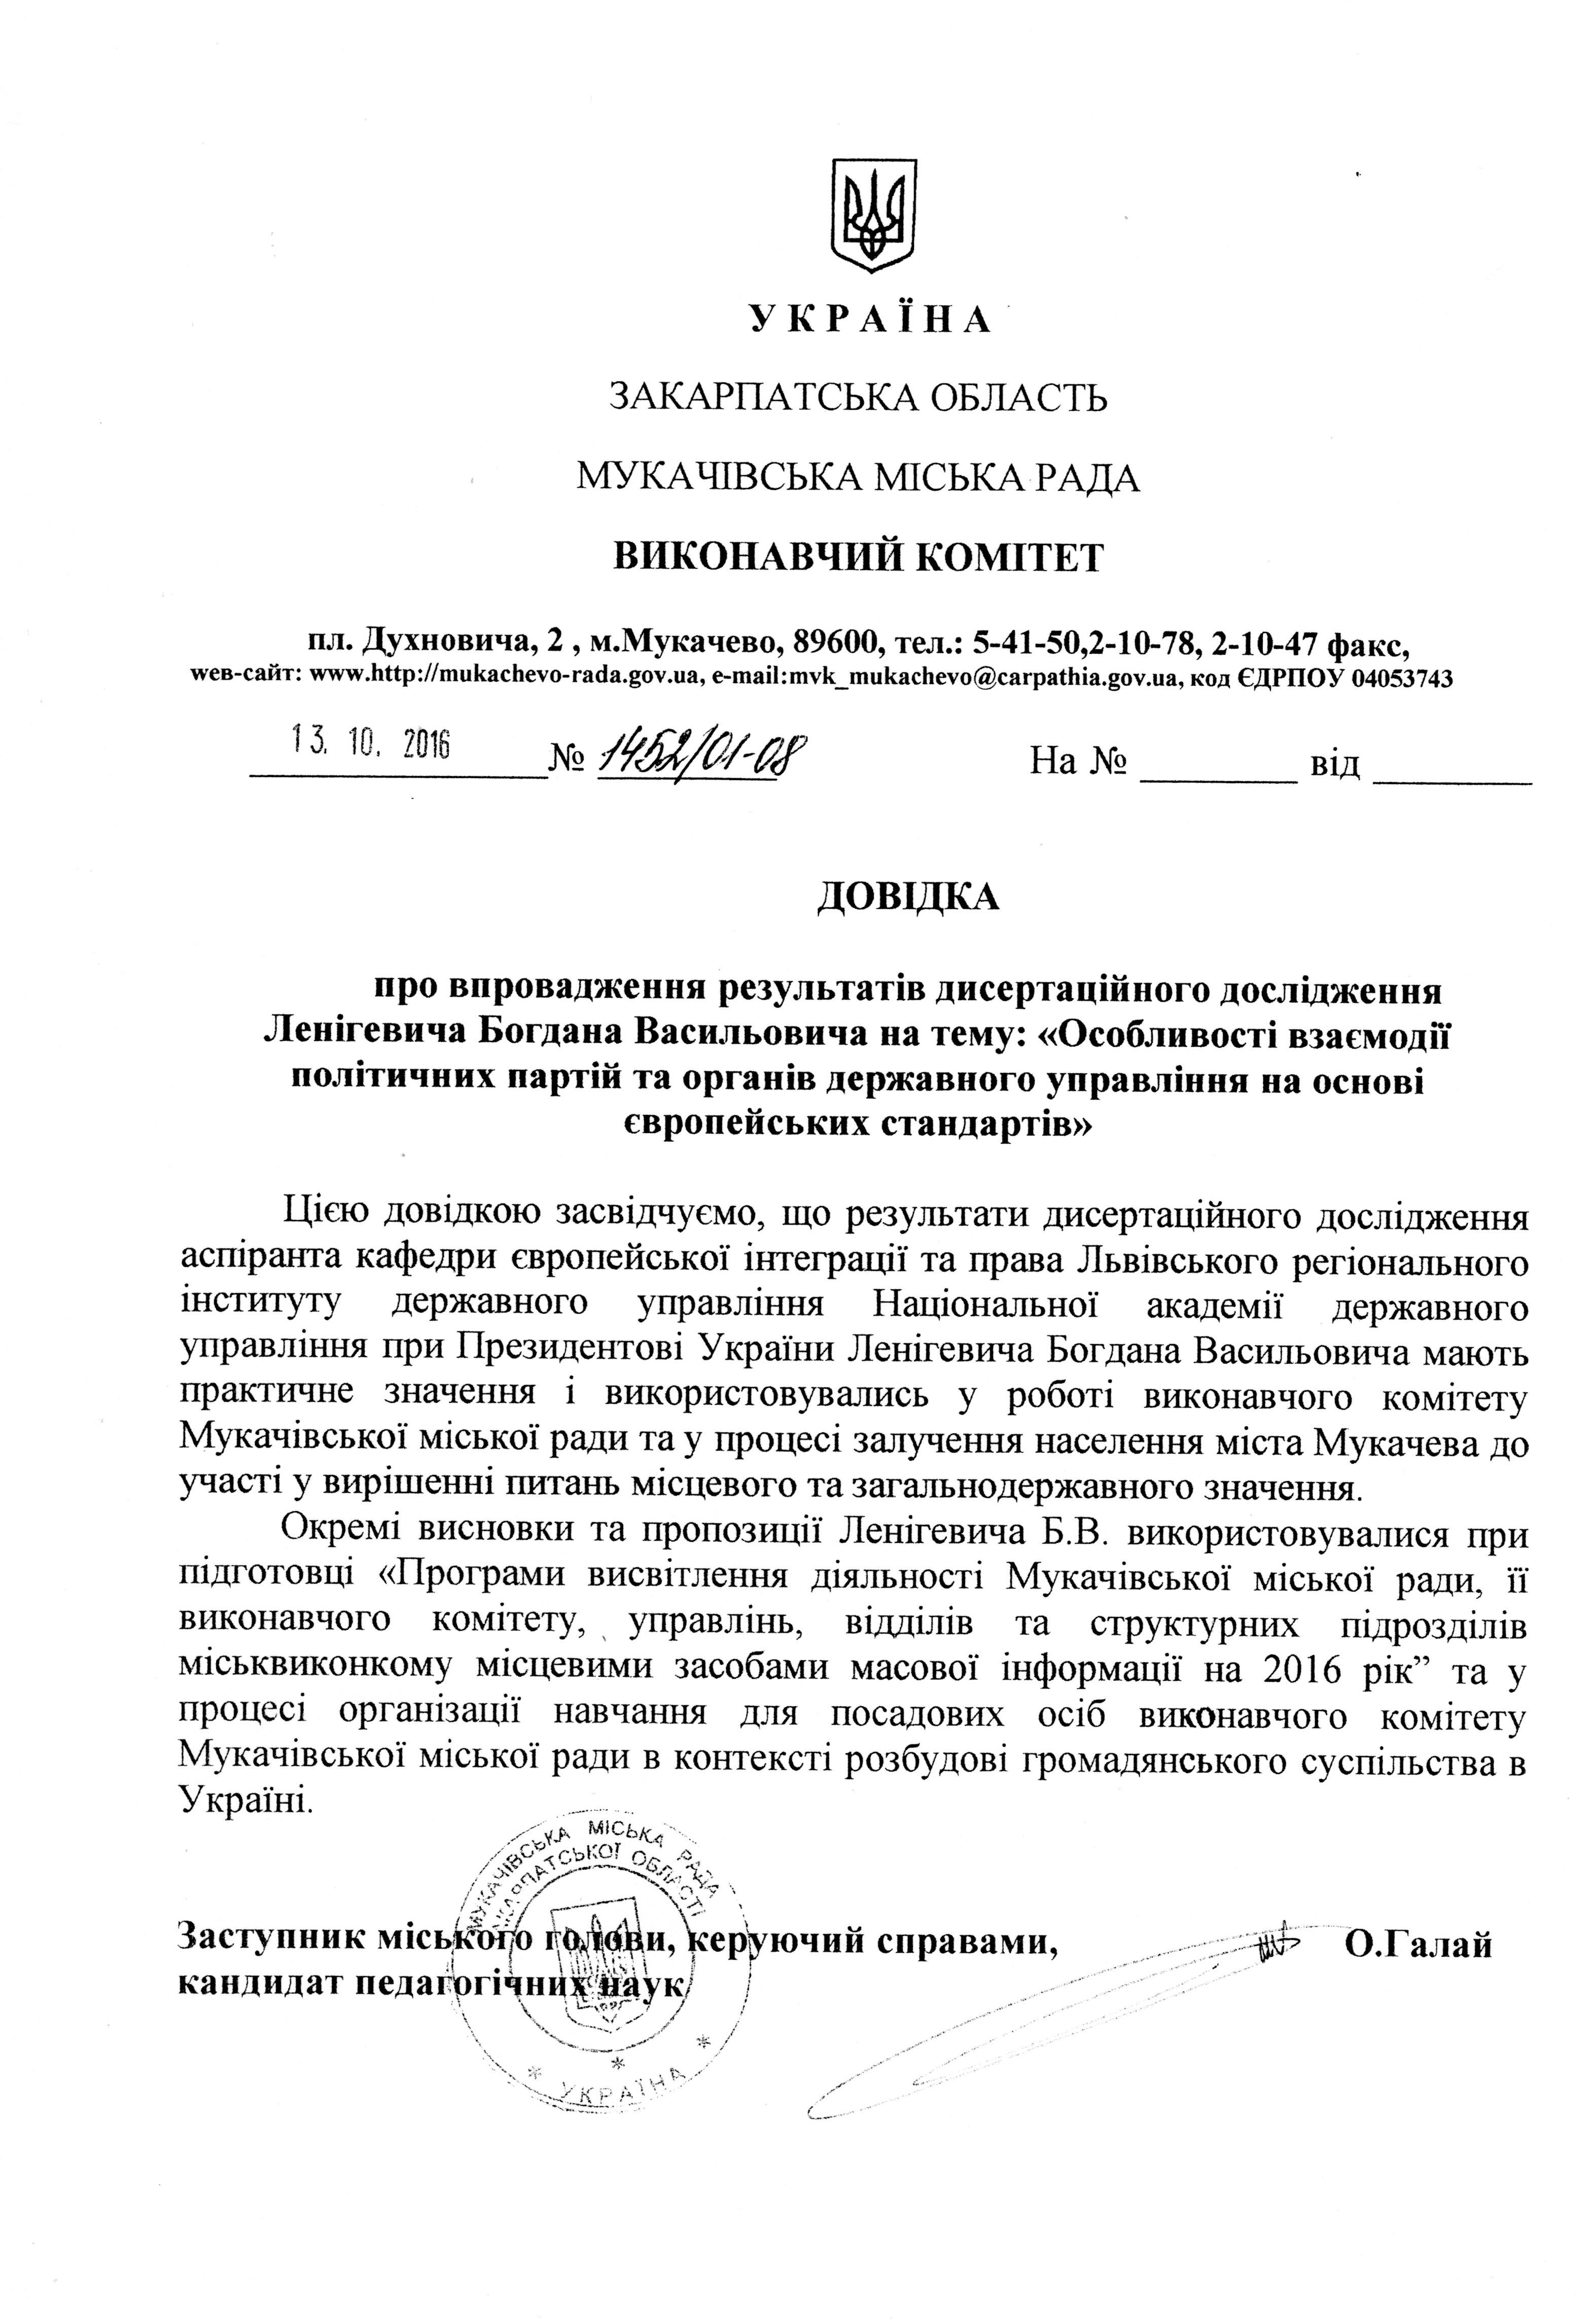 УКРАЇНА
ЗАКАРПАТСЬКА ОБЛАСТЬ
МУКАЧІВСЬКА МІСЬКА РАДА
ВИКОНАВЧИЙ КОМІТЕТ
пл. Духновича, 2 , м.Мукачево, 89600, тел.: 5-41-50,2-10-78, 2-10-47 факс,
wев-сайт: www.http://mukachevo-rada.gov.ua, e-mail:mvk_mukachevo@carpathia.gov.ua, код ЄДРПОУ 04053743
13. 10. 2016 № 1452/01-08 На № ________ від ________
ДОВІДКА
про впровадження результатів дисертаційного дослідження
Ленігевича Богдана Васильовича на тему: «Особливості взаємодії
політичних партій та органів державного управління на основі
європейських стандартів»
Цією довідкою засвідчуємо, що результати дисертаційного дослідження
аспіранта кафедри європейської інтеграції та права Львівського регіонального
інституту державного управління Національної академії державного
управління при Президентові України Ленігевича Богдана Васильовича мають
практичне значення і використовувались у роботі виконавчого комітету
Мукачівської міської ради та у процесі залучення населення міста Мукачева до
участі у вирішенні питань місцевого та загальнодержавного значення.
Окремі висновки та пропозиції Ленігевича Б.В. використовувалися при
підготовці «Програми висвітлення діяльності Мукачівської міської ради, її
виконавчого комітету, управлінь, відділів та структурних підрозділів
міськвиконкому місцевими засобами масової інформації на 2016 рік” та у
процесі організації навчання для посадових осіб виконавчого комітету
Мукачівської міської ради в контексті розбудові громадянського суспільства в
Україні.
МУКАЧІВСЬКА МІСЬКА РАДА
ЗАКАРПАТСЬКОЇ ОБЛАСТІ
Заступник міського голови, керуючий справами, О.Галай
кандидат педагогічних наук
* УКРАЇНА *